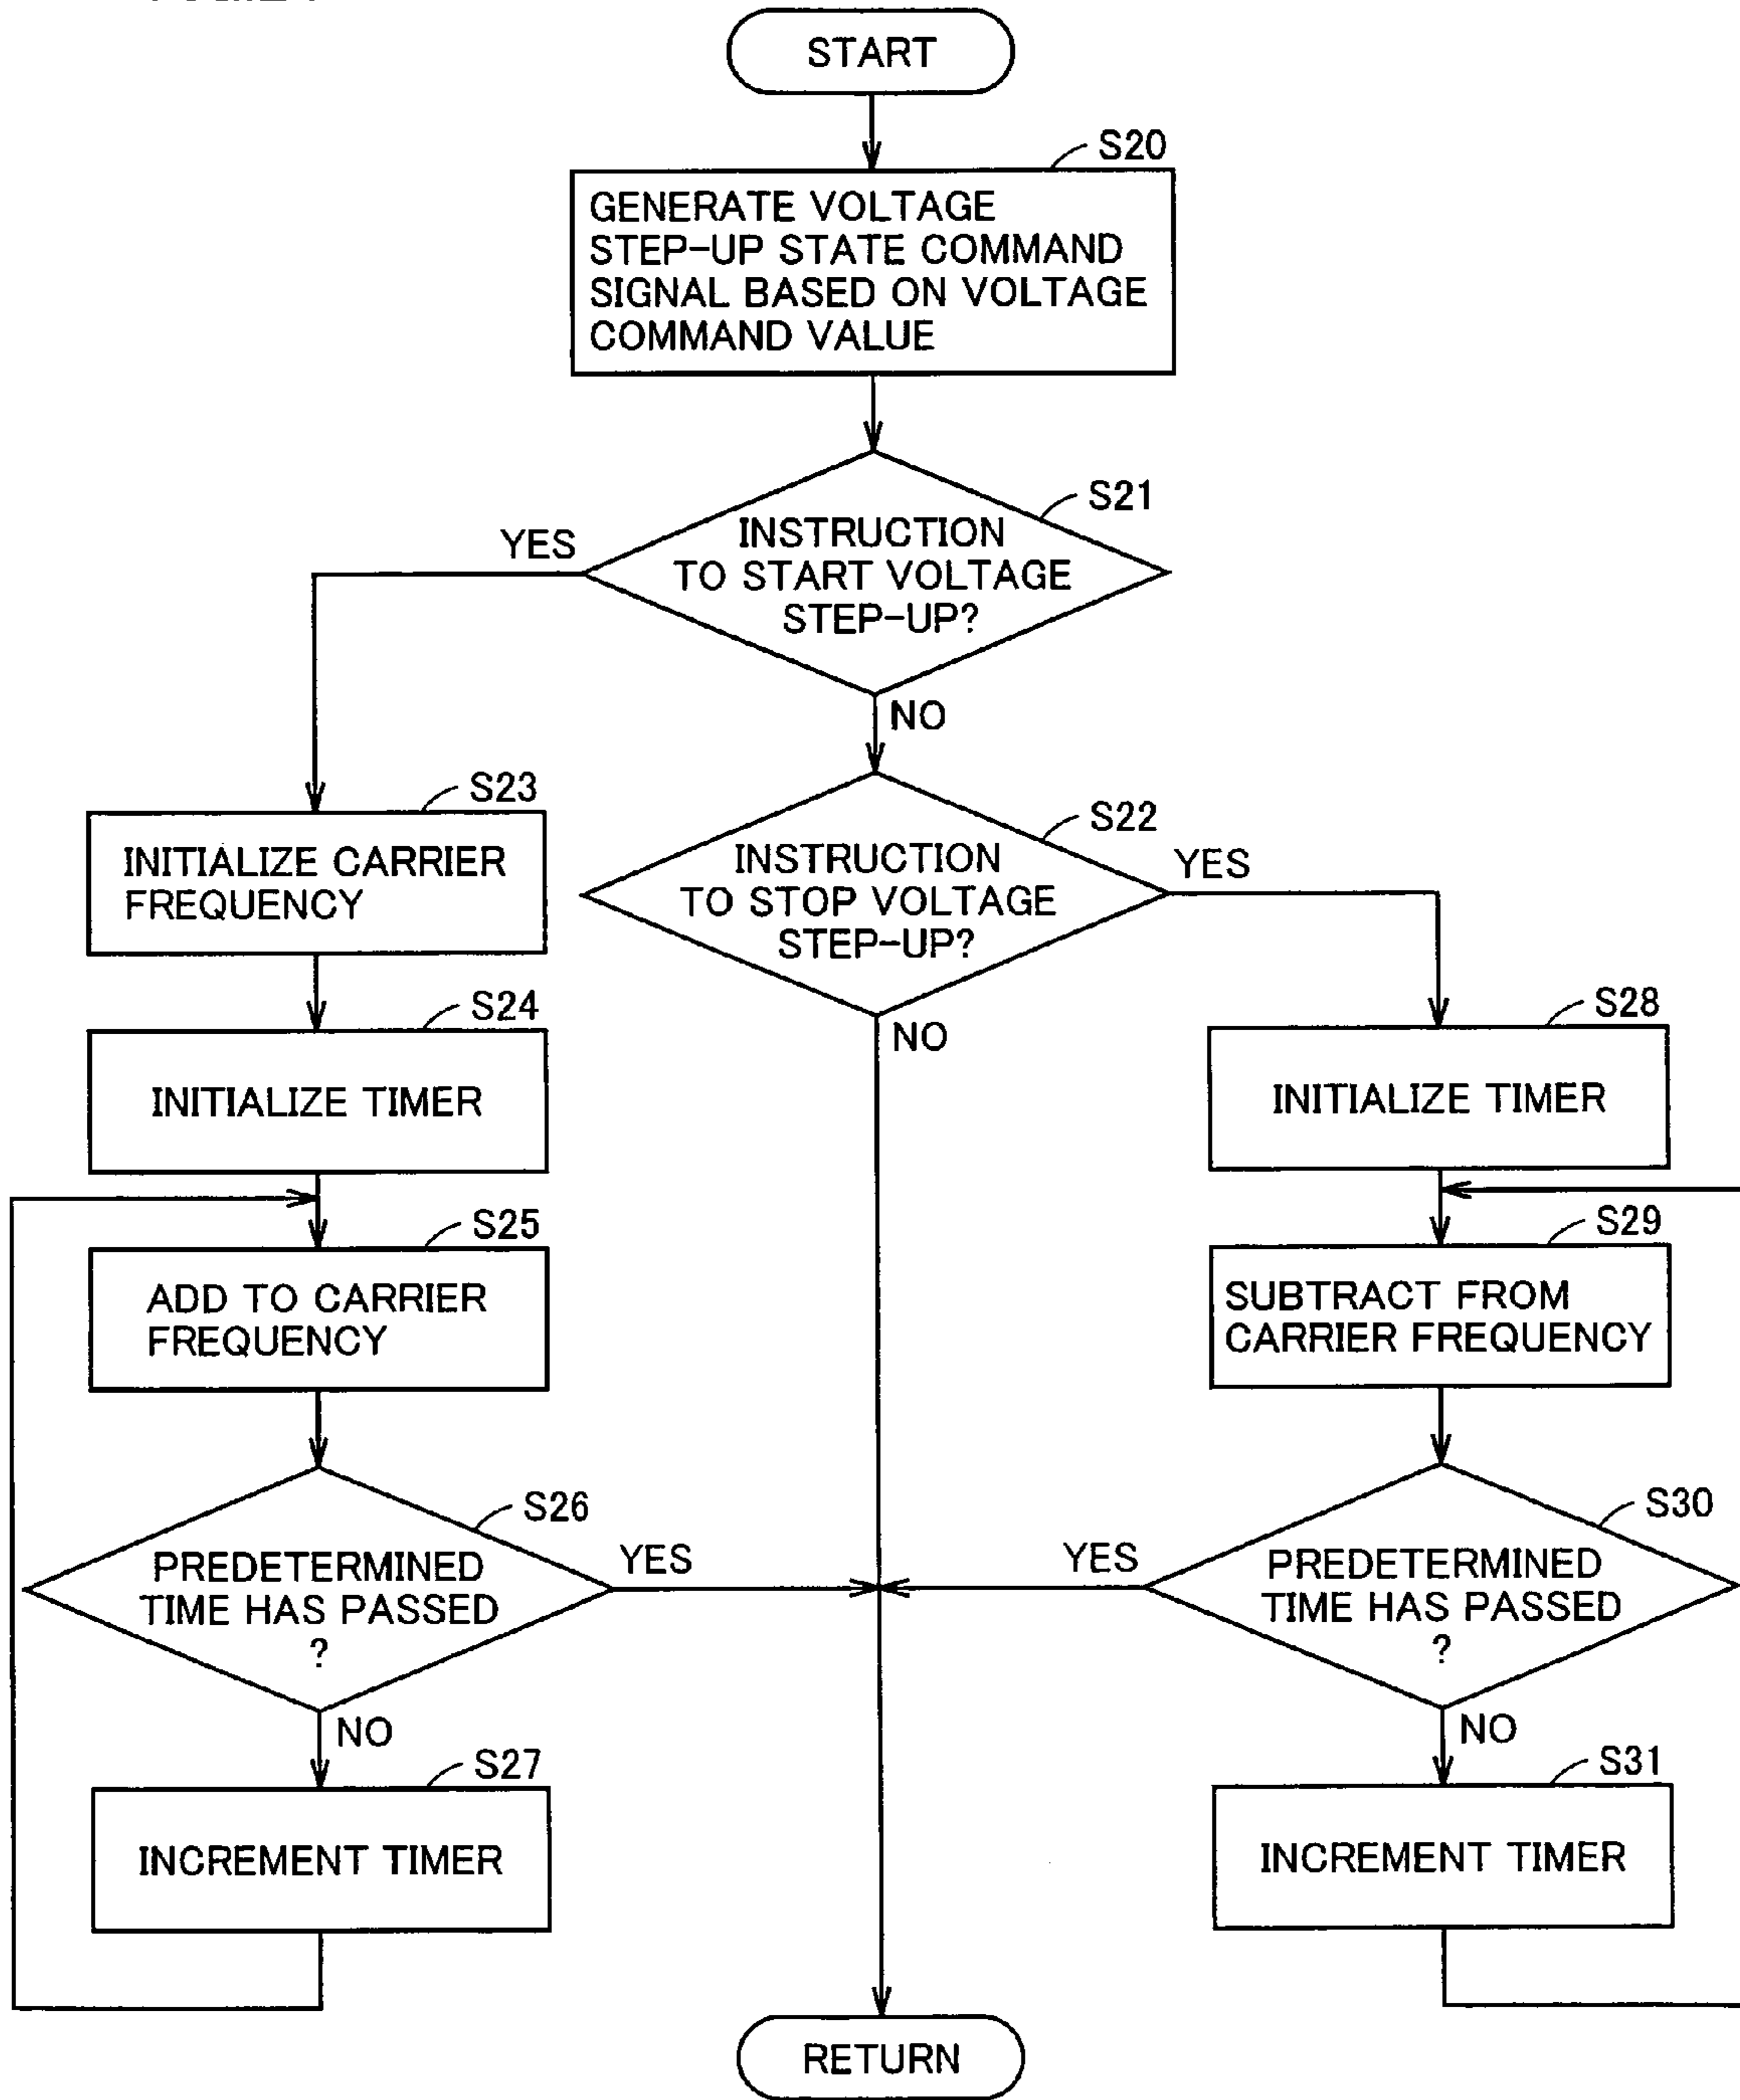 START
S20
GENERATE VOLTAGE
STEP-UP STATE COMMAND
SIGNAL BASED ON VOLTAGE
COMMAND VALUE
S21
YES
INSTRUCTION
TO START VOLTAGE
STEP-UP?
NO
S23
INITIALIZE CARRIER
FREQUENCY
S22
INSTRUCTION
TO STOP VOLTAGE
STEP-UP?
YES
NO
S24
INITIALIZE TIMER
S28
INITIALIZE TIMER
S25
ADD TO CARRIER
FREQUENCY
S29
SUBTRACT FROM
CARRIER FREQUENCY
S26
PREDETERMINED
TIME HAS PASSED
?
YES
NO
S30
YES
PREDETERMINED
TIME HAS PASSED
?
NO
S27
INCREMENT TIMER
S31
INCREMENT TIMER
RETURN